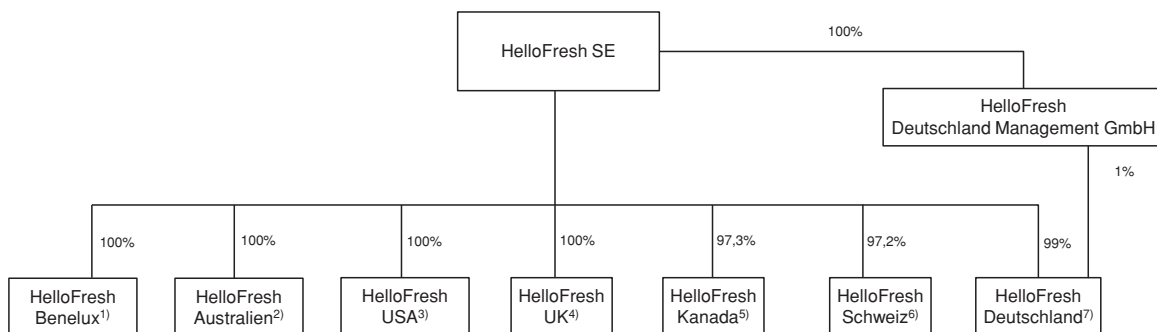 HelloFresh SE
100%
HelloFresh
Deutschland Management GmbH
1%
100%
100%
100%
100%
97,3%
97,2%
99%
HelloFresh
Benelux1)
HelloFresh
Australien2)
HelloFresh
USA3)
HelloFresh
UK4)
HelloFresh
Kanada5)
HelloFresh
Schweiz6)
HelloFresh
Deutschland7)